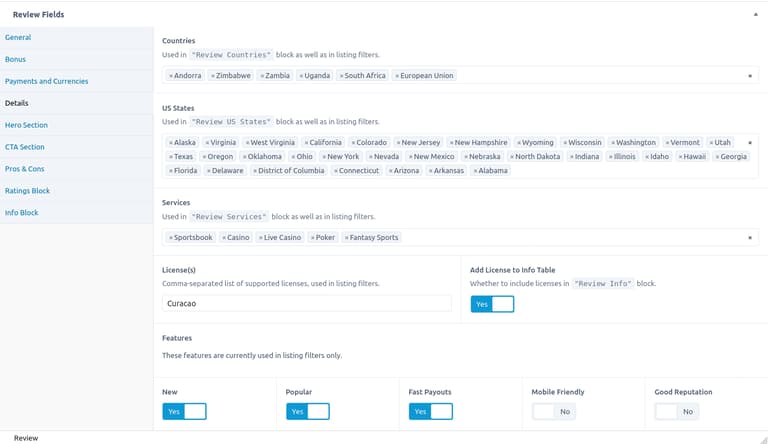 Review Fields
General
Bonus
Payments and Currencies
Details
Hero Section
CTA Section
Pros & Cons
Ratings Block
Info Block
Countries
Used in "Review Countries" block as well as in listing filters.
×Andorra ×Zimbabwe ×Zambia ×Uganda ×South Africa ×European Union ×
US States
Used in "Review US States" block as well as in listing filters.
×Alaska ×Virginia ×West Virginia ×California ×Colorado ×New Jersey ×New Hampshire ×Wyoming ×Wisconsin ×Washington ×Vermont ×Utah ×
×Texas ×Oregon ×Oklahoma ×Ohio ×New York ×Nevada ×New Mexico ×Nebraska ×North Dakota ×Indiana ×Illinois ×Idaho ×Hawaii ×Georgia
×Florida ×Delaware ×District of Columbia ×Connecticut ×Arizona ×Arkansas ×Alabama
Services
Used in "Review Services" block as well as in listing filters.
×Sportsbook ×Casino ×Live Casino ×Poker ×Fantasy Sports ×
License(s)
Comma-separated list of supported licenses, used in listing filters.
Curacao
Add License to Info Table
Whether to include licenses in "Review Info" block.
Yes
Features
These features are currently used in listing filters only.
New Popular Fast Payouts Mobile Friendly Good Reputation
Yes Yes Yes No No
Review